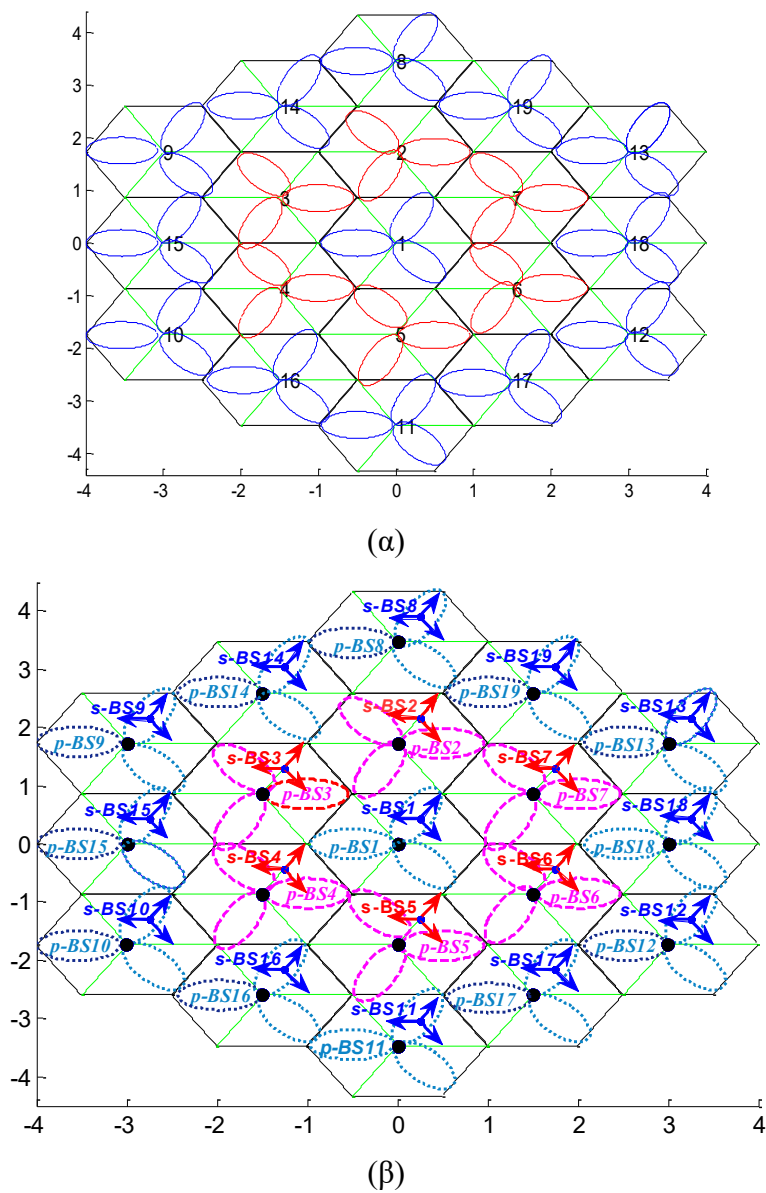 4
8
3
14
19
2
9
2
13
1
3
7
0
15
1
18
-1
4
6
-2
10
5
12
-3
16
17
11
-4
-4 -3 -2 -1 0 1 2 3 4
(α)
4
s-BS8
p-BS8
3
s-BS14
s-BS19
p-BS14
p-BS19
s-BS9
s-BS2
s-BS13
2
p-BS9
p-BS2
p-BS13
s-BS3
s-BS7
1
p-BS3
p-BS7
s-BS15
s-BS1
s-BS18
0
p-BS15
p-BS1
p-BS18
s-BS4
s-BS6
-1
p-BS4
p-BS6
s-BS10
s-BS5
s-BS12
p-BS10
p-BS5
p-BS12
-2
s-BS16
s-BS17
p-BS16
p-BS17
-3
s-BS11
p-BS11
-4
-4 -3 -2 -1 0 1 2 3 4
(β)